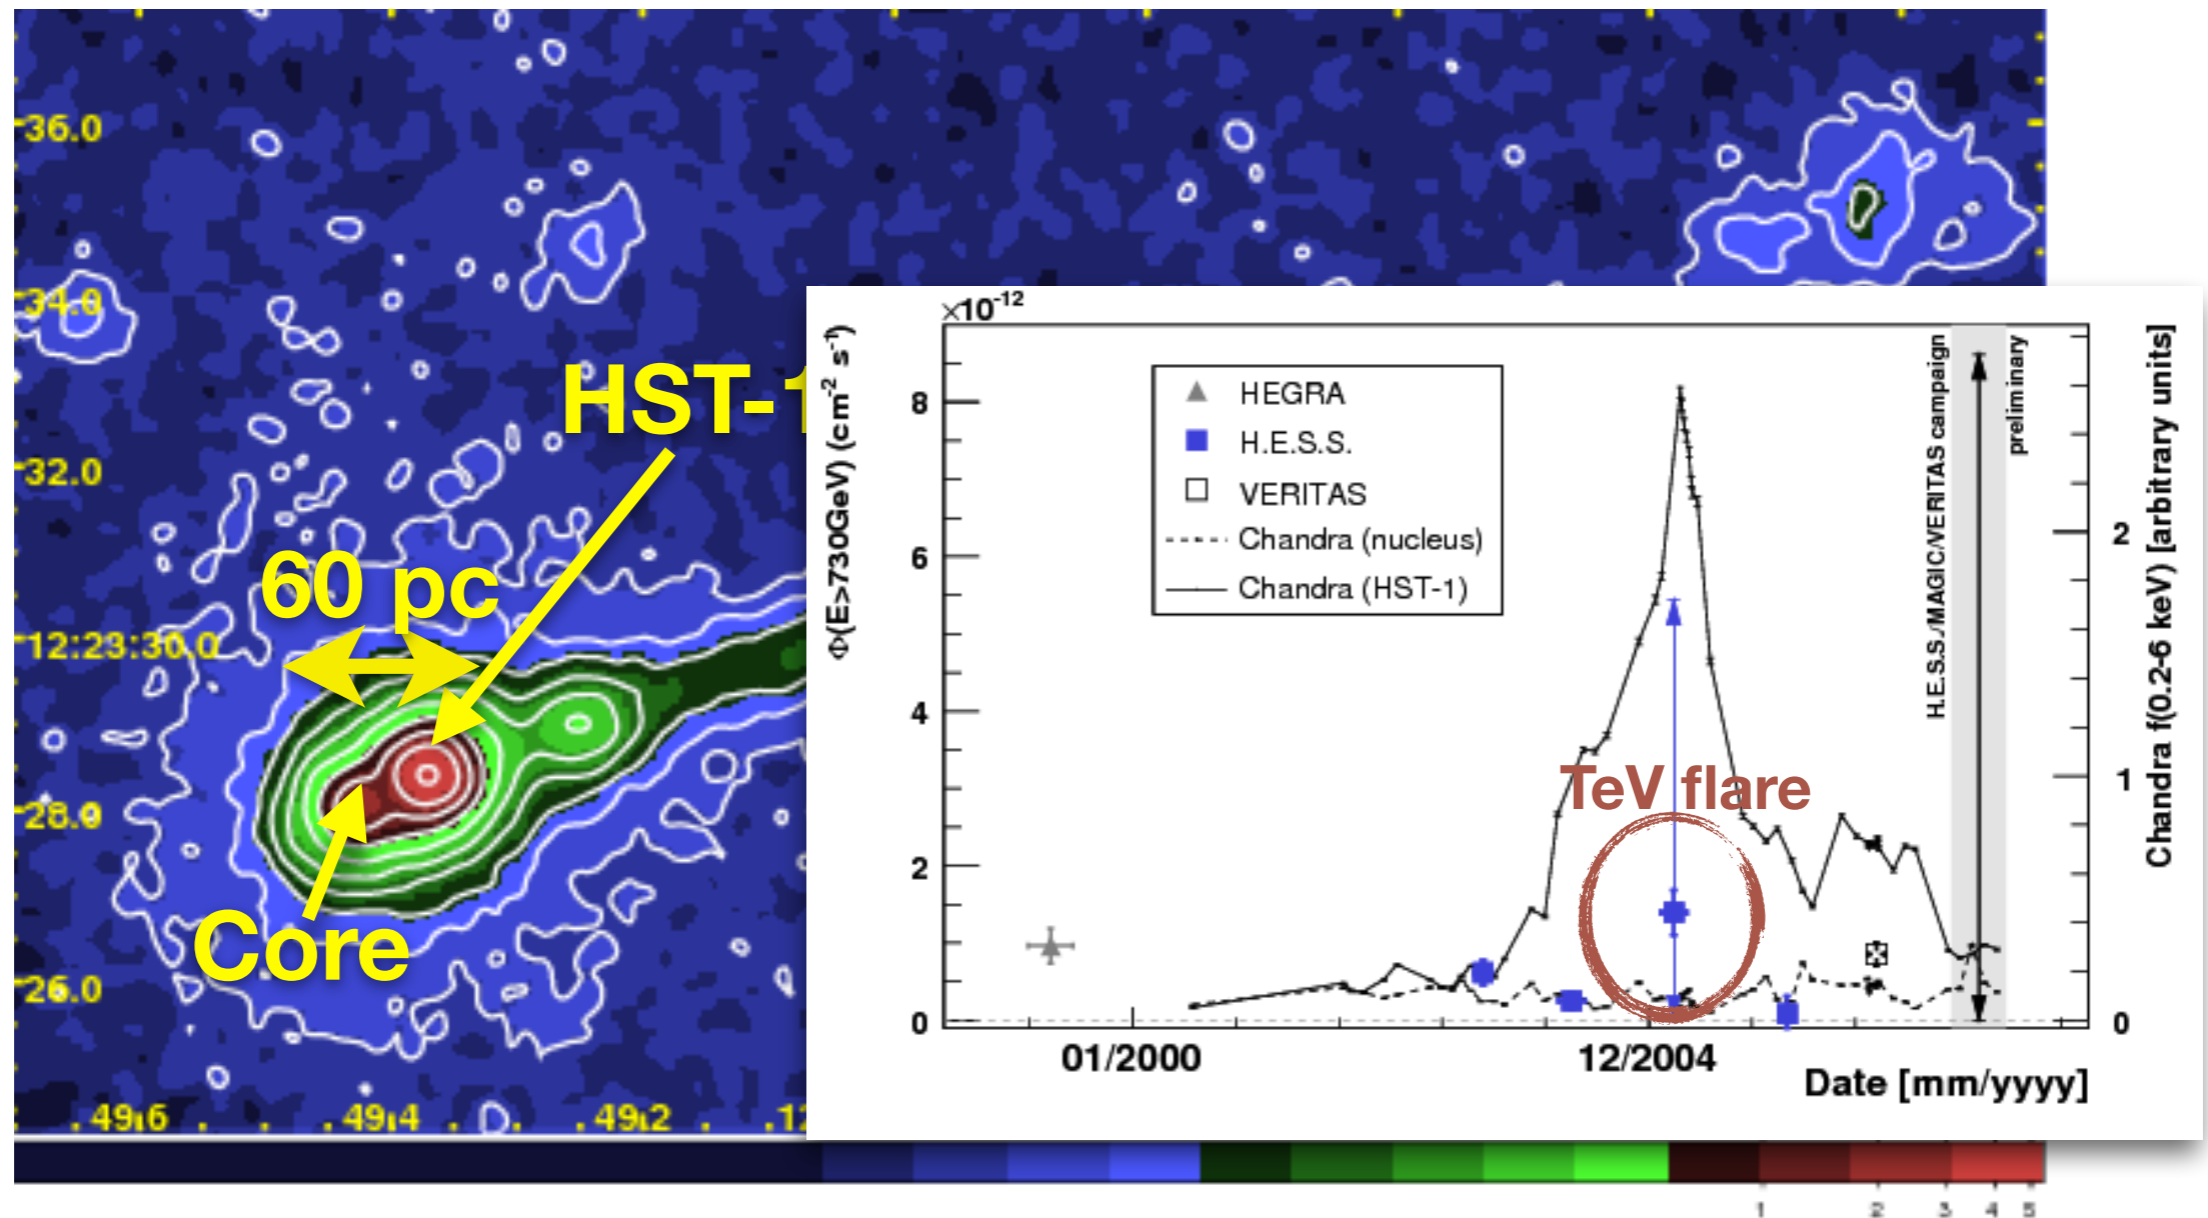 36.0
34.0
32.0
12:23:30.0
28.0
26.0
49.6
49.4
49.2
HST-1
60 pc
Core
×10⁻¹²
Φ(E>730GeV) (cm⁻² s⁻¹)
8
6
4
2
0
HEGRA
H.E.S.S.
VERITAS
Chandra (nucleus)
Chandra (HST-1)
TeV flare
H.E.S.S./MAGIC/VERITAS campaign
preliminary
2
1
0
Chandra f(0.2-6 keV) [arbitrary units]
01/2000
12/2004
Date [mm/yyyy]
1
2
3
4
5